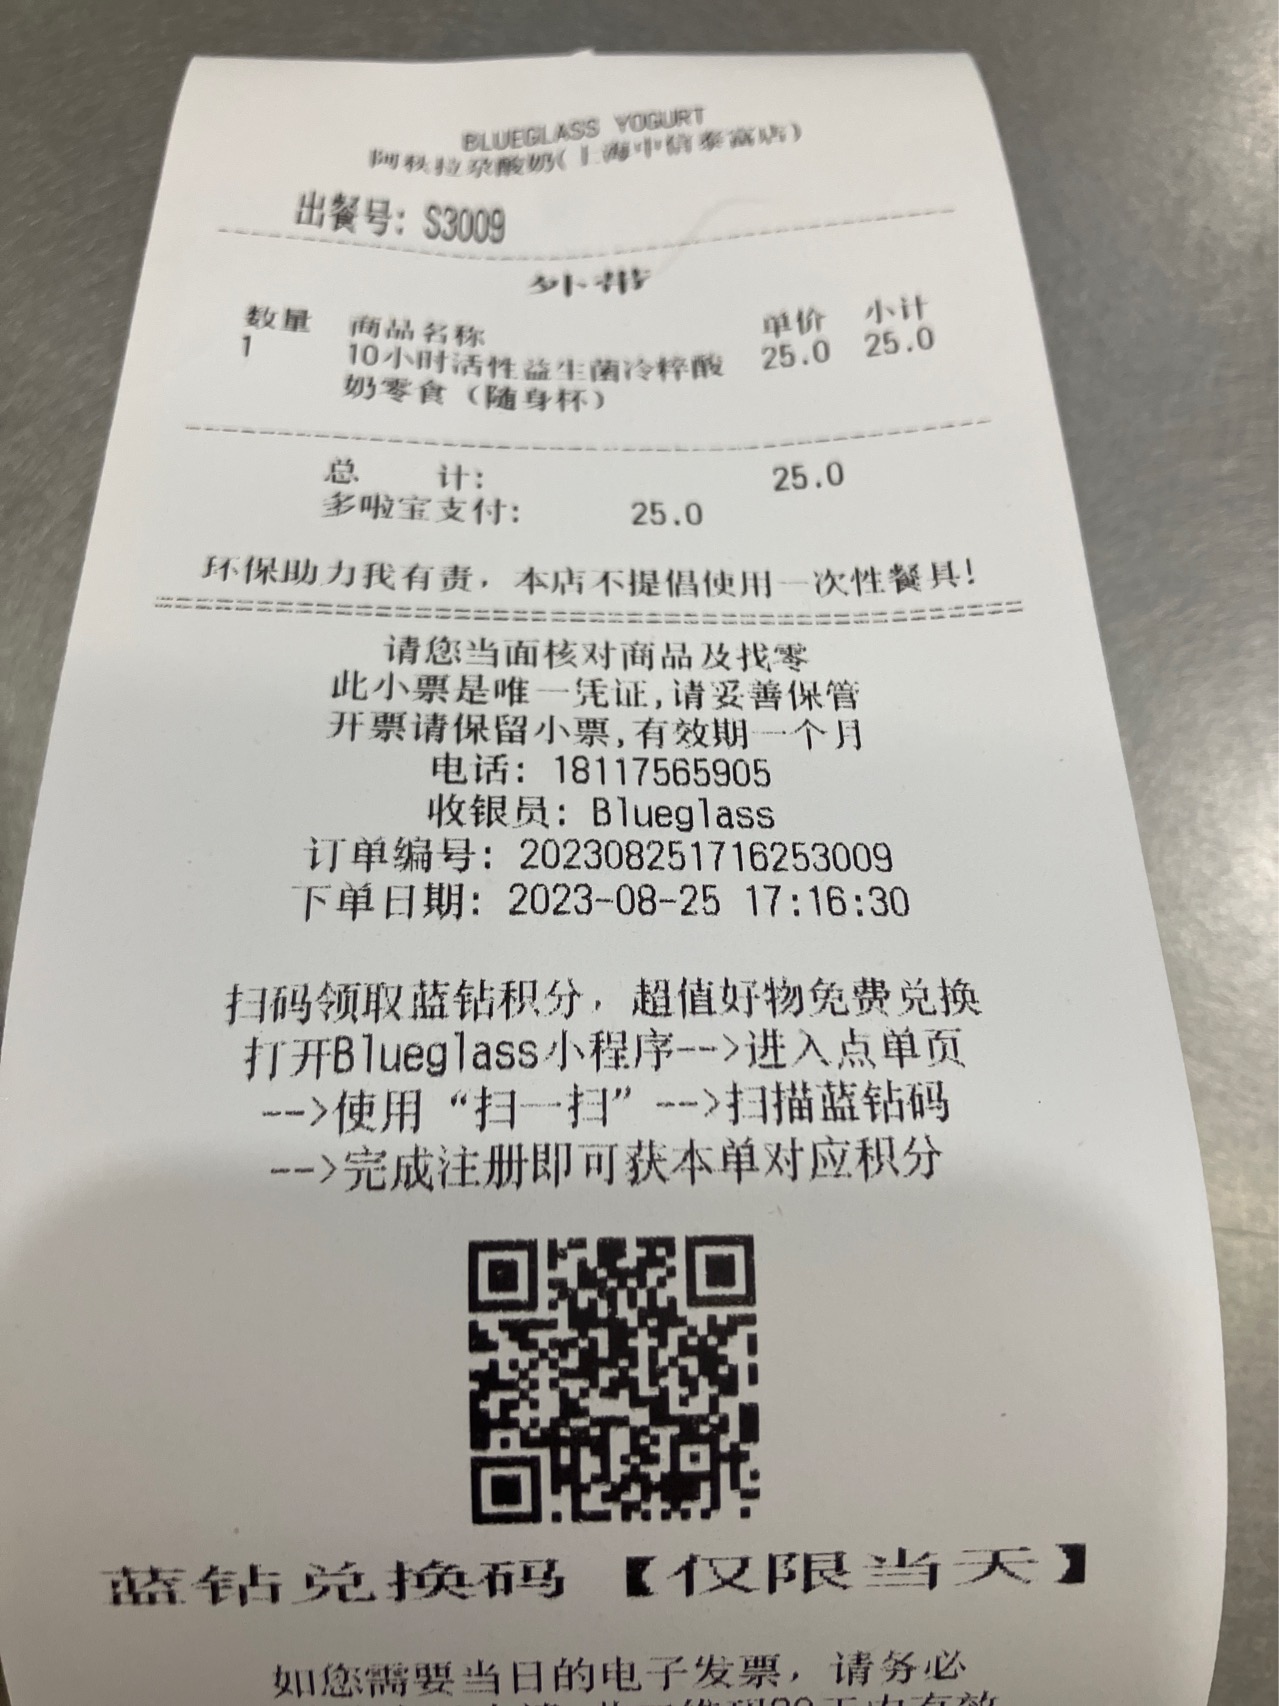 BLUEGLASS YOGURT
阿秋拉尕酸奶(上海中信泰富店)
出餐号: S3009
外带
数量 商品名称 单价 小计
1 10小时活性益生菌冷粹酸 25.0 25.0
奶零食（随身杯）
总 计: 25.0
多啦宝支付: 25.0
环保助力我有责，本店不提倡使用一次性餐具!
请您当面核对商品及找零
此小票是唯一凭证,请妥善保管
开票请保留小票,有效期一个月
电话: 18117565905
收银员: Blueglass
订单编号: 202308251716253009
下单日期: 2023-08-25 17:16:30
扫码领取蓝钻积分，超值好物免费兑换
打开Blueglass小程序-->进入点单页
-->使用“扫一扫”-->扫描蓝钻码
-->完成注册即可获本单对应积分
蓝钻兑换码【仅限当天】
如您需要当日的电子发票，请务必